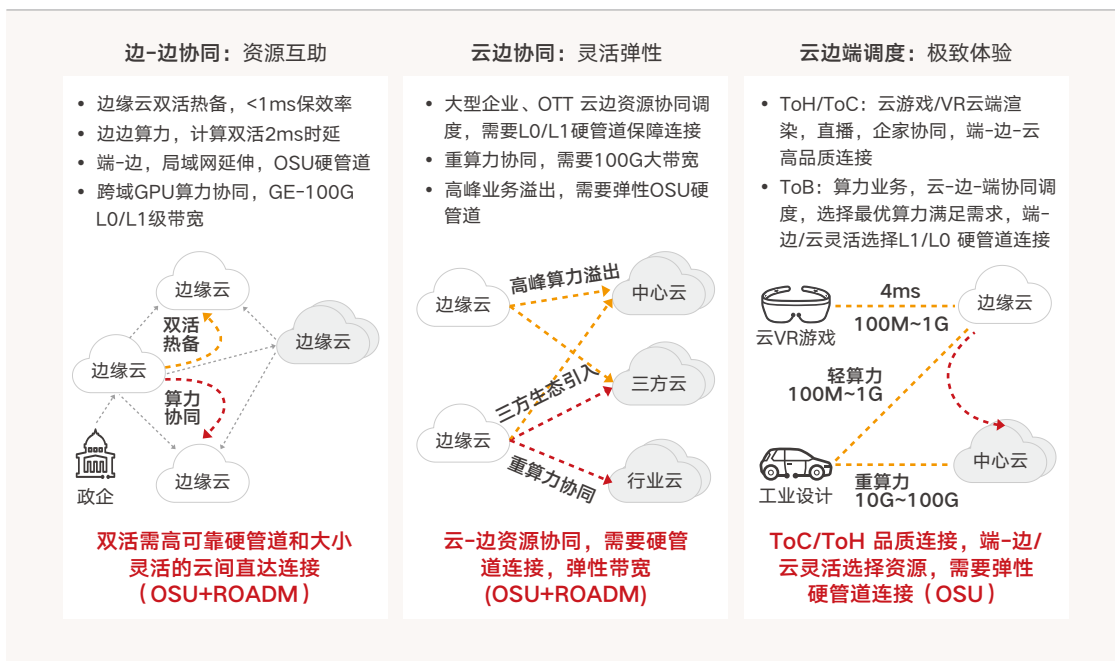 边-边协同：资源互助
• 边缘云双活热备，<1ms保效率
• 边边算力，计算双活2ms时延
• 端-边，局域网延伸，OSU硬管道
• 跨域GPU算力协同，GE-100G
L0/L1级带宽
边缘云
双活
热备
边缘云
边缘云
算力
协同
政企
边缘云
双活需高可靠硬管道和大小
灵活的云间直达连接
（OSU+ROADM）
云边协同：灵活弹性
• 大型企业、OTT 云边资源协同调
度，需要L0/L1硬管道保障连接
• 重算力协同，需要100G大带宽
• 高峰业务溢出，需要弹性OSU硬
管道
边缘云
高峰算力溢出
中心云
三方生态引入
三方云
边缘云
重算力协同
行业云
云-边资源协同，需要硬管
道连接，弹性带宽
(OSU+ROADM)
云边端调度：极致体验
• ToH/ToC：云游戏/VR云端渲
染，直播，企家协同，端-边-云
高品质连接
• ToB：算力业务，云-边-端协同调
度，选择最优算力满足需求，端-
边/云灵活选择L1/L0 硬管道连接
4ms
边缘云
100M~1G
云VR游戏
轻算力
100M~1G
中心云
重算力
工业设计
10G~100G
ToC/ToH 品质连接，端-边/
云灵活选择资源，需要弹性
硬管道连接（OSU）